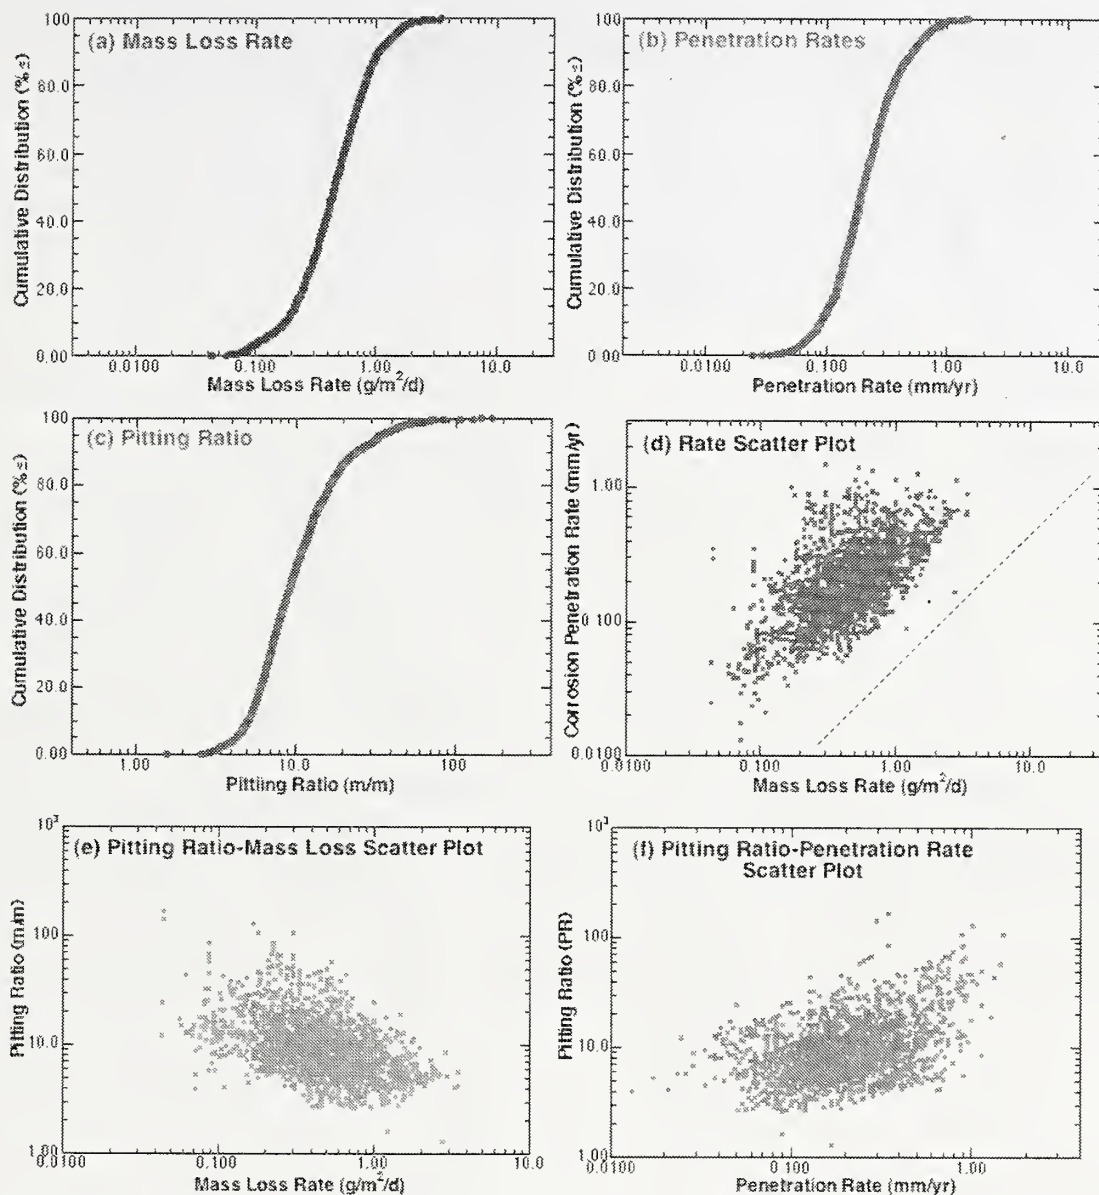 100
80.0
60.0
40.0
20.0
0.00
Cumulative Distribution (% ≤)
(a) Mass Loss Rate
0.0100 0.100 1.00 10.0
Mass Loss Rate (g/m²/d)
100
80.0
60.0
40.0
20.0
0.00
Cumulative Distribution (% ≤)
(b) Penetration Rates
0.0100 0.100 1.00 10.0
Penetration Rate (mm/yr)
100
80.0
60.0
40.0
20.0
0.00
Cumulative Distribution (% ≤)
(c) Pitting Ratio
1.00 10.0 100
Pittling Ratio (m/m)
1.00
0.100
0.0100
Corrosion Penetration Rate (mm/yr)
(d) Rate Scatter Plot
0.0100 0.100 1.00 10.0
Mass Loss Rate (g/m²/d)
10³
100
10.0
1.00
Pitting Ratio (m/m)
(e) Pitting Ratio-Mass Loss Scatter Plot
0.0100 0.100 1.00 10.0
Mass Loss Rate (g/m²/d)
10³
100
10.0
1.00
Pitting Ratio (PR)
(f) Pitting Ratio-Penetration Rate
Scatter Plot
0.0100 0.100 1.00
Penetration Rate (mm/yr)